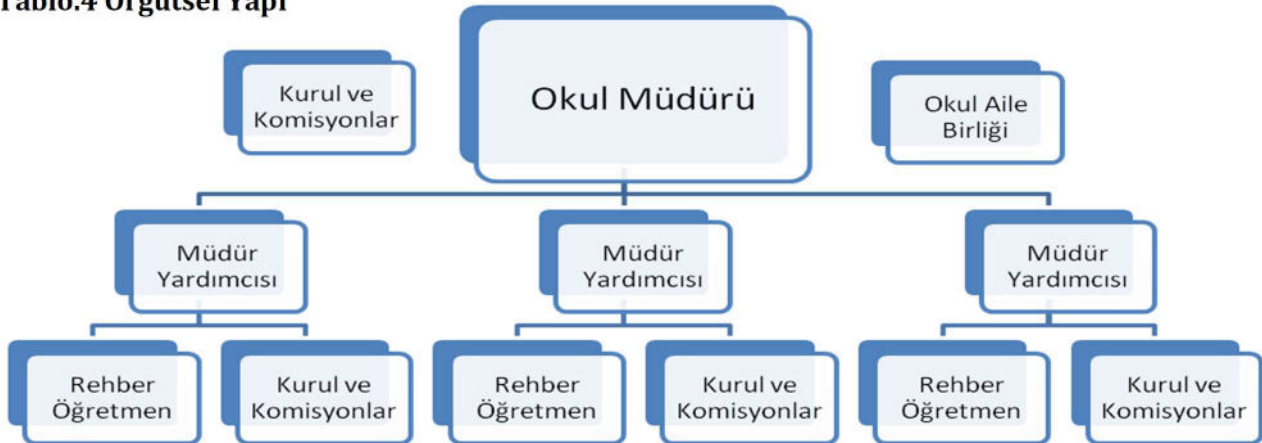 Tablo.4 Örgütsel Yapı
Kurul ve
Komisyonlar
Okul Müdürü
Okul Aile
Birliği
Müdür
Yardımcısı
Müdür
Yardımcısı
Müdür
Yardımcısı
Rehber
Öğretmen
Kurul ve
Komisyonlar
Rehber
Öğretmen
Kurul ve
Komisyonlar
Rehber
Öğretmen
Kurul ve
Komisyonlar